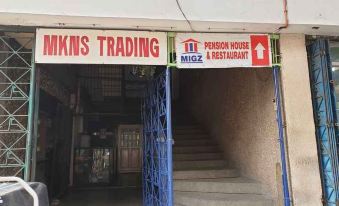 MKNS TRADING
MIGZ
PENSION HOUSE
& RESTAURANT